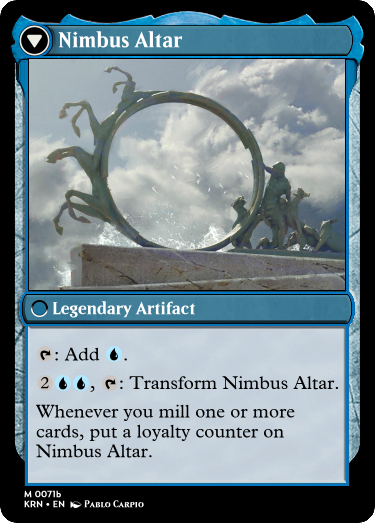 Nimbus Altar
Legendary Artifact
: Add .
2 , : Transform Nimbus Altar.
Whenever you mill one or more
cards, put a loyalty counter on
Nimbus Altar.
M 0071b
KRN • EN Pablo Carpio